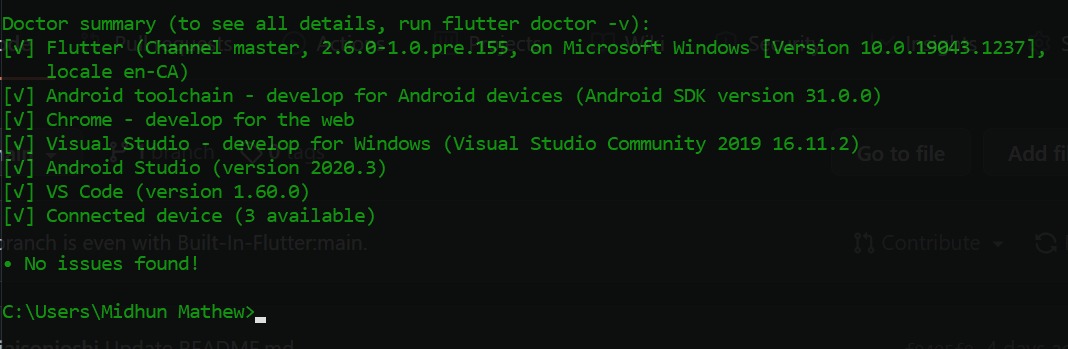 Doctor summary (to see all details, run flutter doctor -v):
[√] Flutter (Channel master, 2.6.0-1.0.pre.155, on Microsoft Windows [Version 10.0.19043.1237],
locale en-CA)
[√] Android toolchain - develop for Android devices (Android SDK version 31.0.0)
[√] Chrome - develop for the web
[√] Visual Studio - develop for Windows (Visual Studio Community 2019 16.11.2)
Go to file
[√] Android Studio (version 2020.3)
[√] VS Code (version 1.60.0)
[√] Connected device (3 available)
branch is even with Built-In-Flutter:main.
Contribute
• No issues found!
C:\Users\Midhun Mathew>
Update README.md